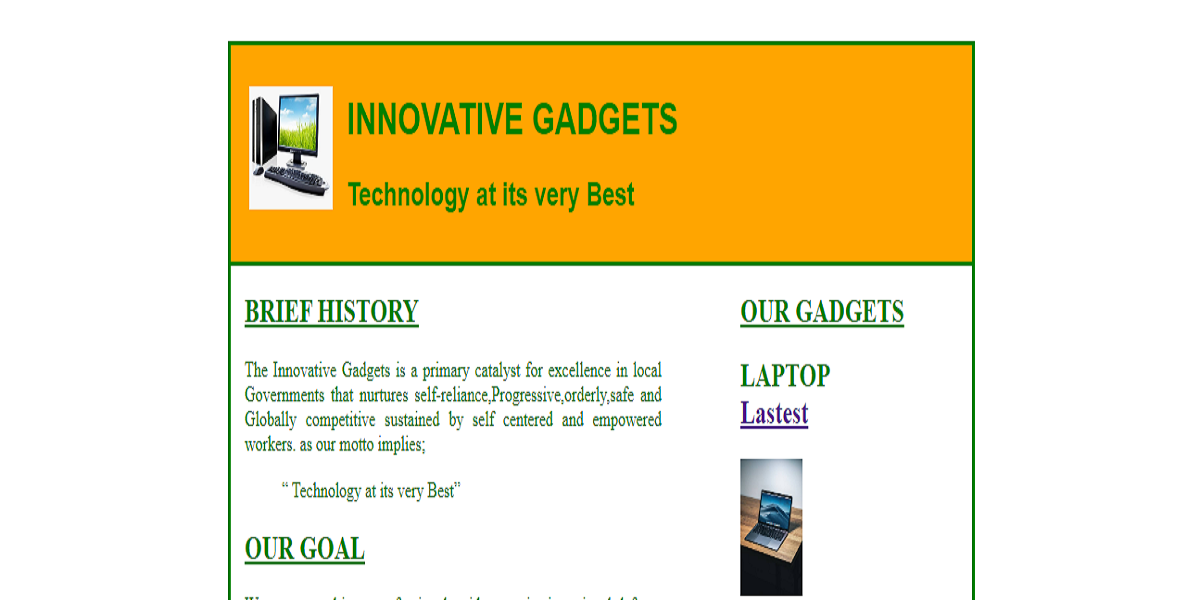 INNOVATIVE GADGETS
Technology at its very Best
BRIEF HISTORY
The Innovative Gadgets is a primary catalyst for excellence in local
Governments that nurtures self-reliance,Progressive,orderly,safe and
Globally competitive sustained by self centered and empowered
workers. as our motto implies;
“ Technology at its very Best”
OUR GOAL
OUR GADGETS
LAPTOP
Lastest